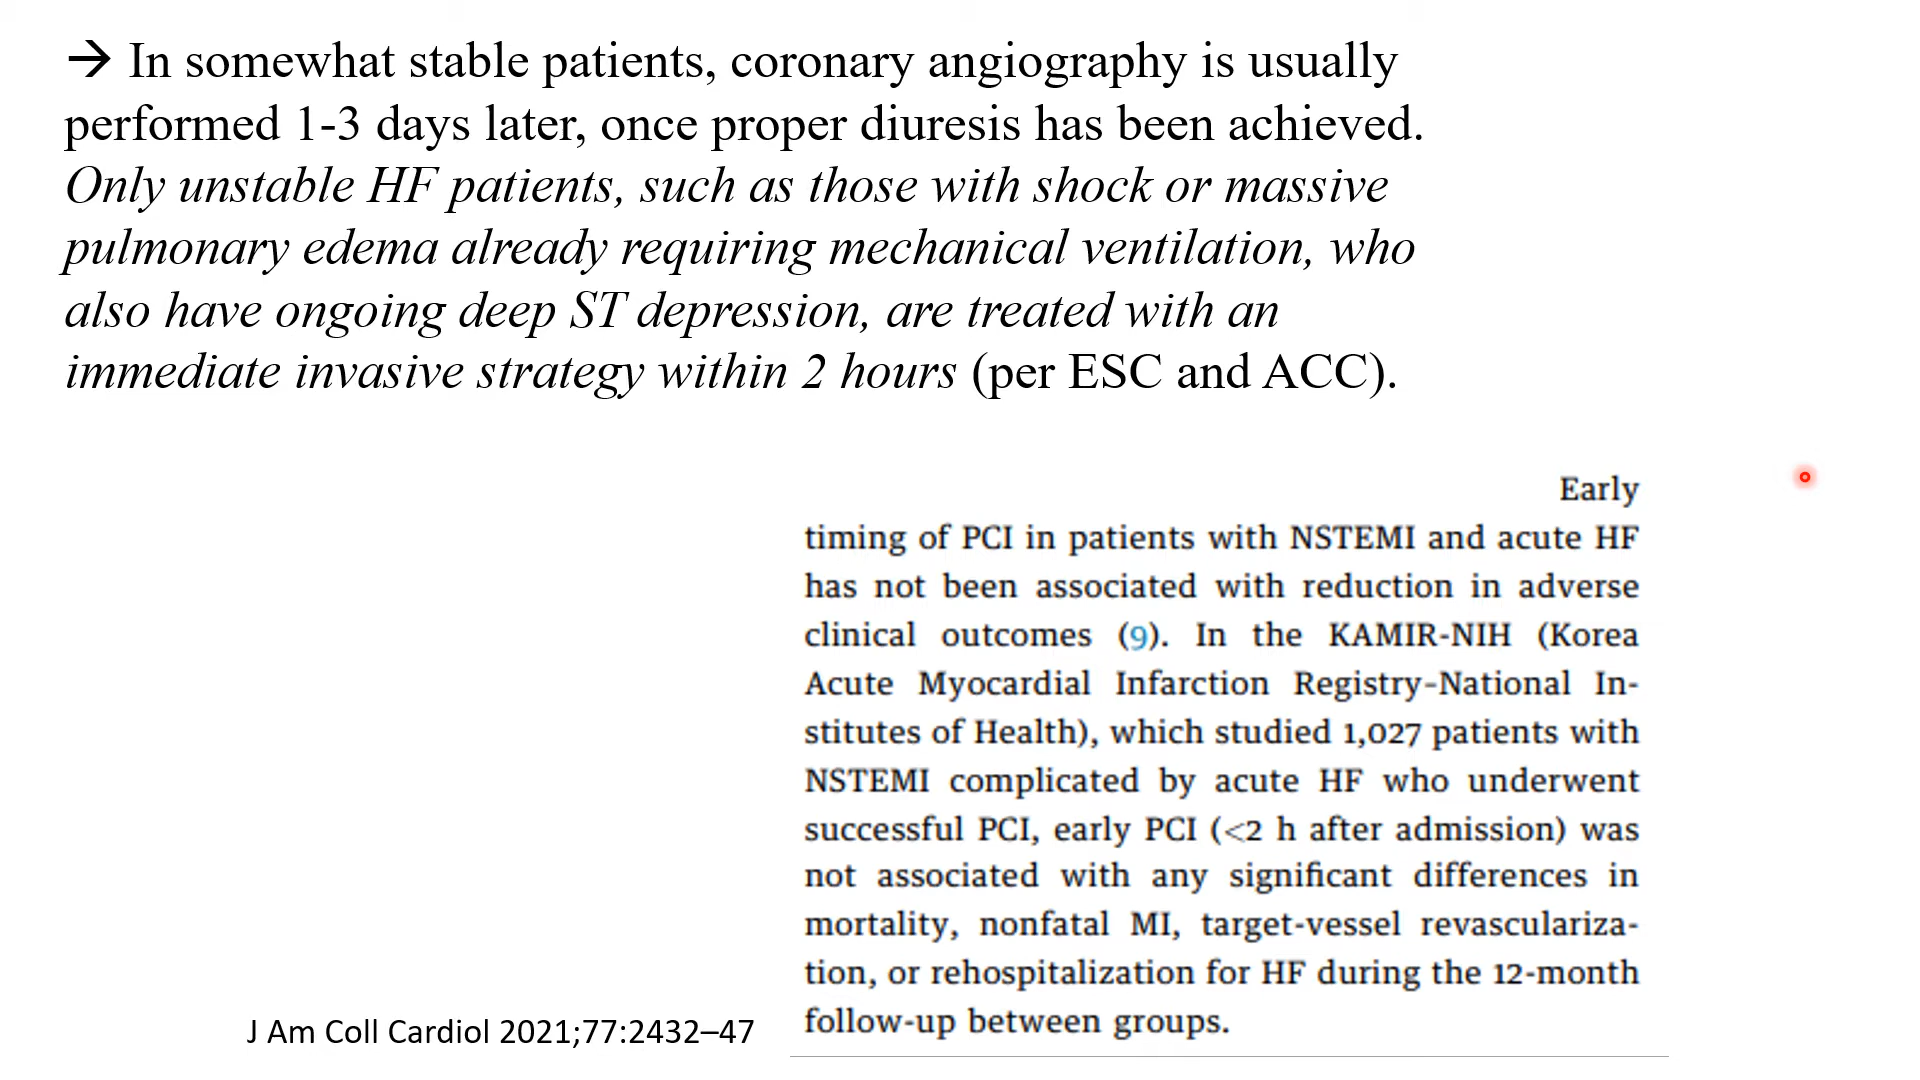 → In somewhat stable patients, coronary angiography is usually
performed 1-3 days later, once proper diuresis has been achieved.
Only unstable HF patients, such as those with shock or massive
pulmonary edema already requiring mechanical ventilation, who
also have ongoing deep ST depression, are treated with an
immediate invasive strategy within 2 hours (per ESC and ACC).
Early
timing of PCI in patients with NSTEMI and acute HF
has not been associated with reduction in adverse
clinical outcomes (9). In the KAMIR-NIH (Korea
Acute Myocardial Infarction Registry-National In-
stitutes of Health), which studied 1,027 patients with
NSTEMI complicated by acute HF who underwent
successful PCI, early PCI (<2 h after admission) was
not associated with any significant differences in
mortality, nonfatal MI, target-vessel revasculariza-
tion, or rehospitalization for HF during the 12-month
follow-up between groups.
J Am Coll Cardiol 2021;77:2432–47